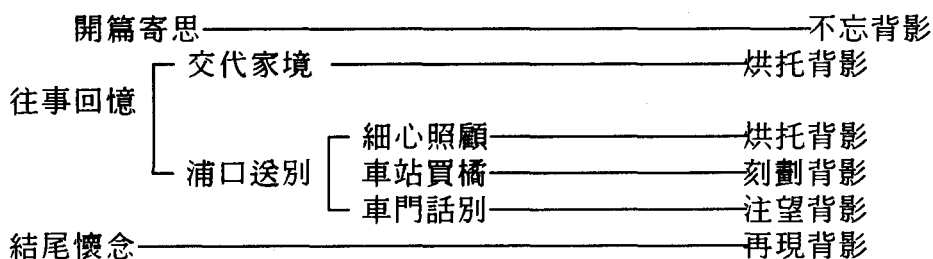 開篇寄思 不忘背影
交代家境 烘托背影
往事回憶
細心照顧 烘托背影
浦口送別 車站買橘 刻劃背影
車門話別 注望背影
結尾懷念 再現背影